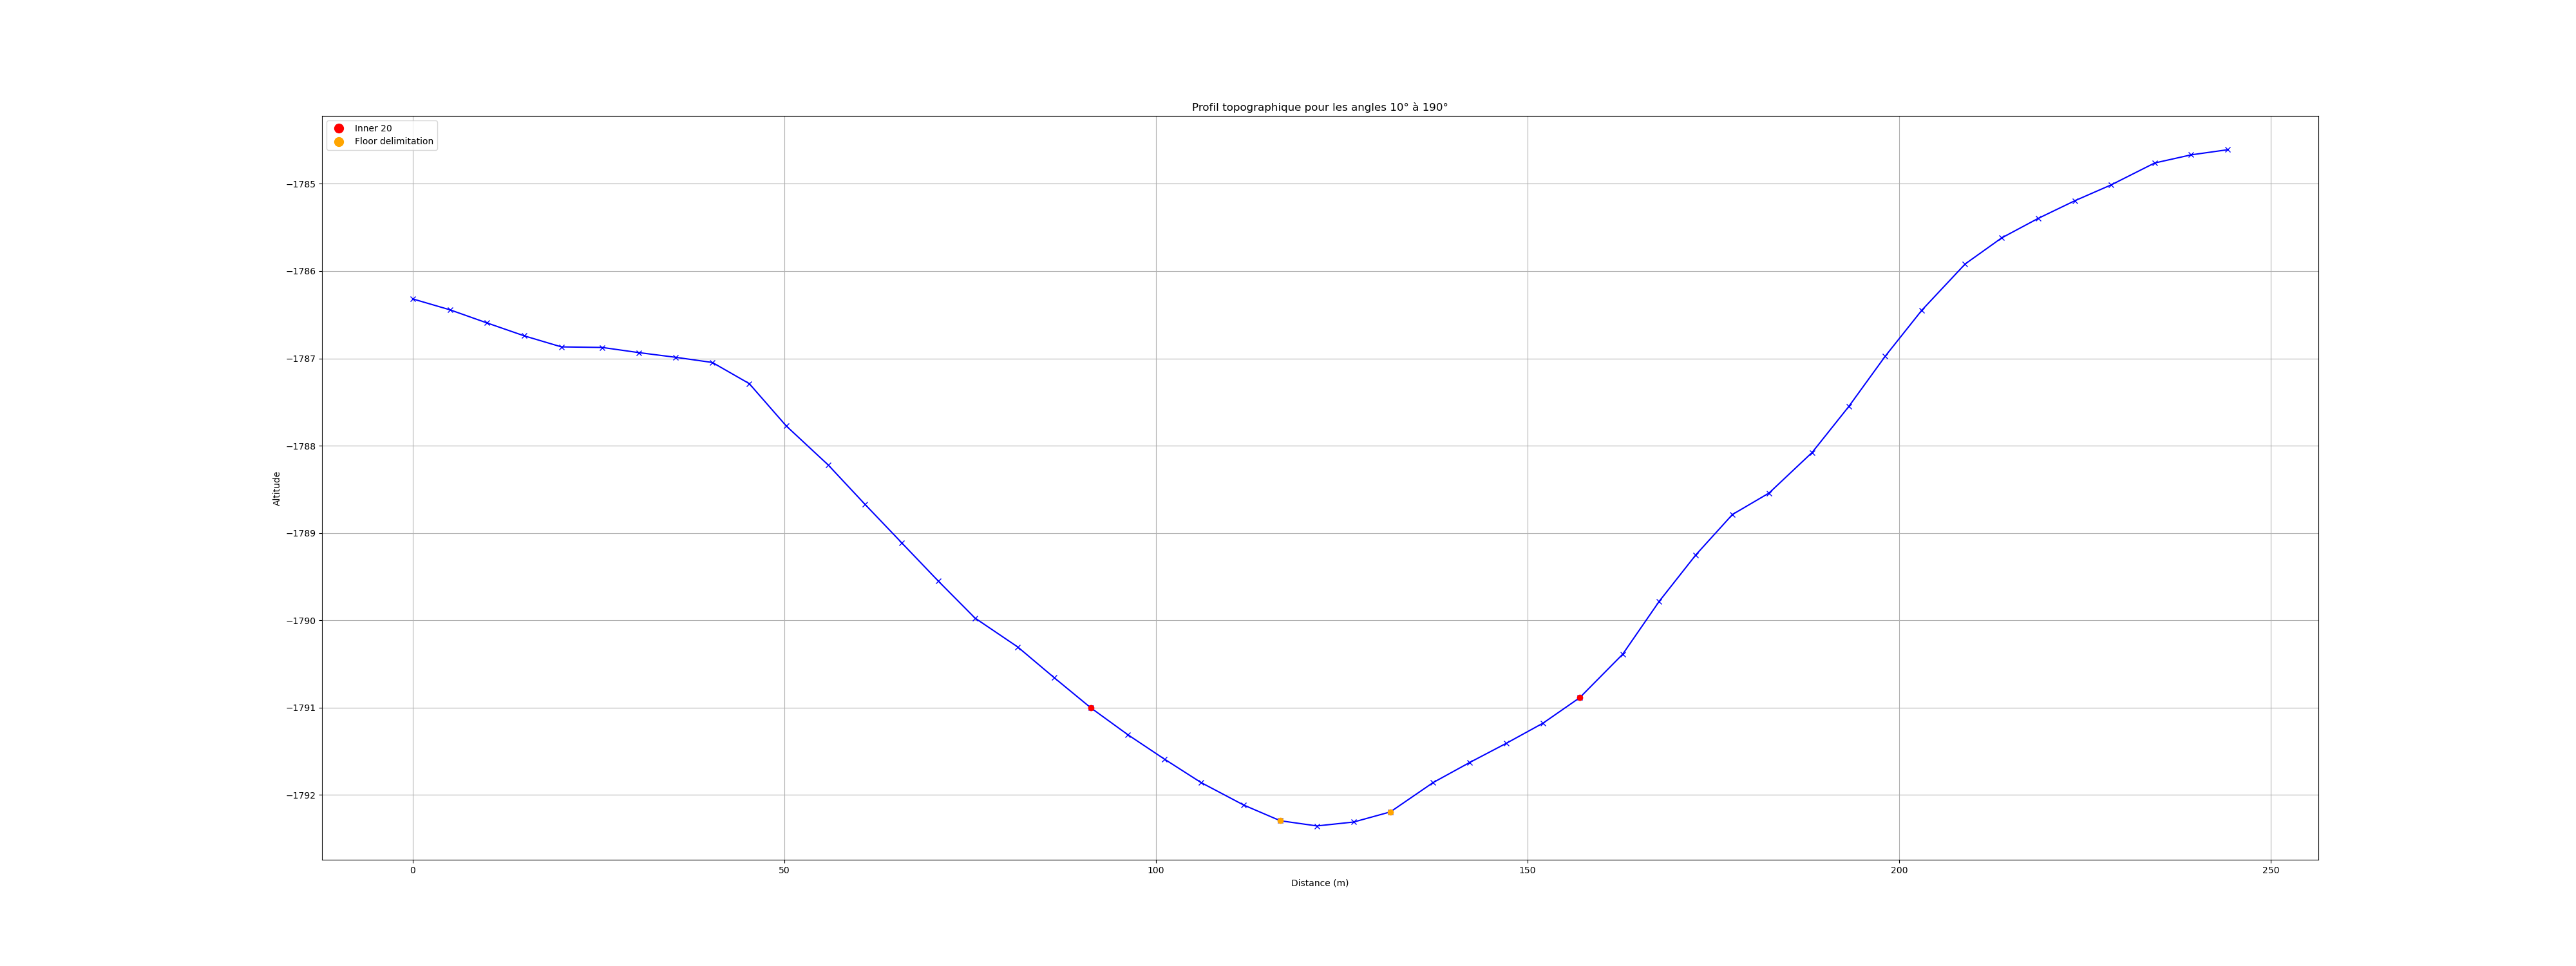 Profil topographique pour les angles 10° à 190°
Inner 20
Floor delimitation
−1785
−1786
−1787
−1788
−1789
−1790
−1791
−1792
Altitude
0 50 100 150 200 250
Distance (m)